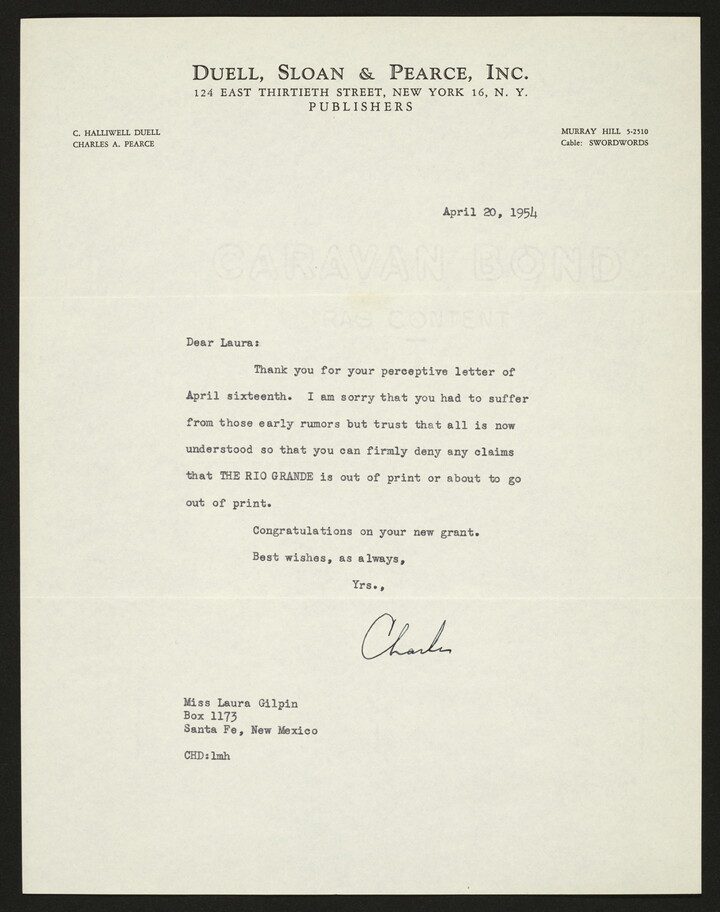 DUELL, SLOAN & PEARCE, INC.
124 EAST THIRTIETH STREET, NEW YORK 16, N. Y.
PUBLISHERS
C. HALLIWELL DUELL
CHARLES A. PEARCE
MURRAY HILL 5-2510
Cable: SWORDWORDS
April 20, 1954
CARAVAN BOND
RAG CONTENT
Dear Laura:
Thank you for your perceptive letter of
April sixteenth. I am sorry that you had to suffer
from those early rumors but trust that all is now
understood so that you can firmly deny any claims
that THE RIO GRANDE is out of print or about to go
out of print.
Congratulations on your new grant.
Best wishes, as always,
Yrs.,
Charles
Miss Laura Gilpin
Box 1173
Santa Fe, New Mexico
CHD:lmh